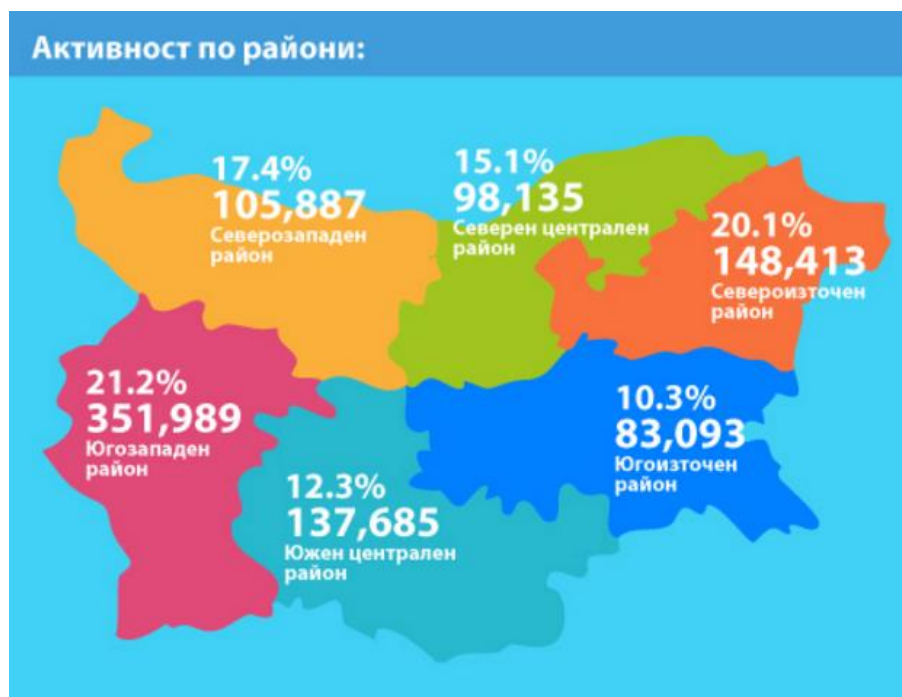 Активност по райони:
17.4%
105,887
Северозападен
район
15.1%
98,135
Северен централен
район
20.1%
148,413
Североизточен
район
21.2%
351,989
Югозападен
район
10.3%
83,093
Югоизточен
район
12.3%
137,685
Южен централен
район